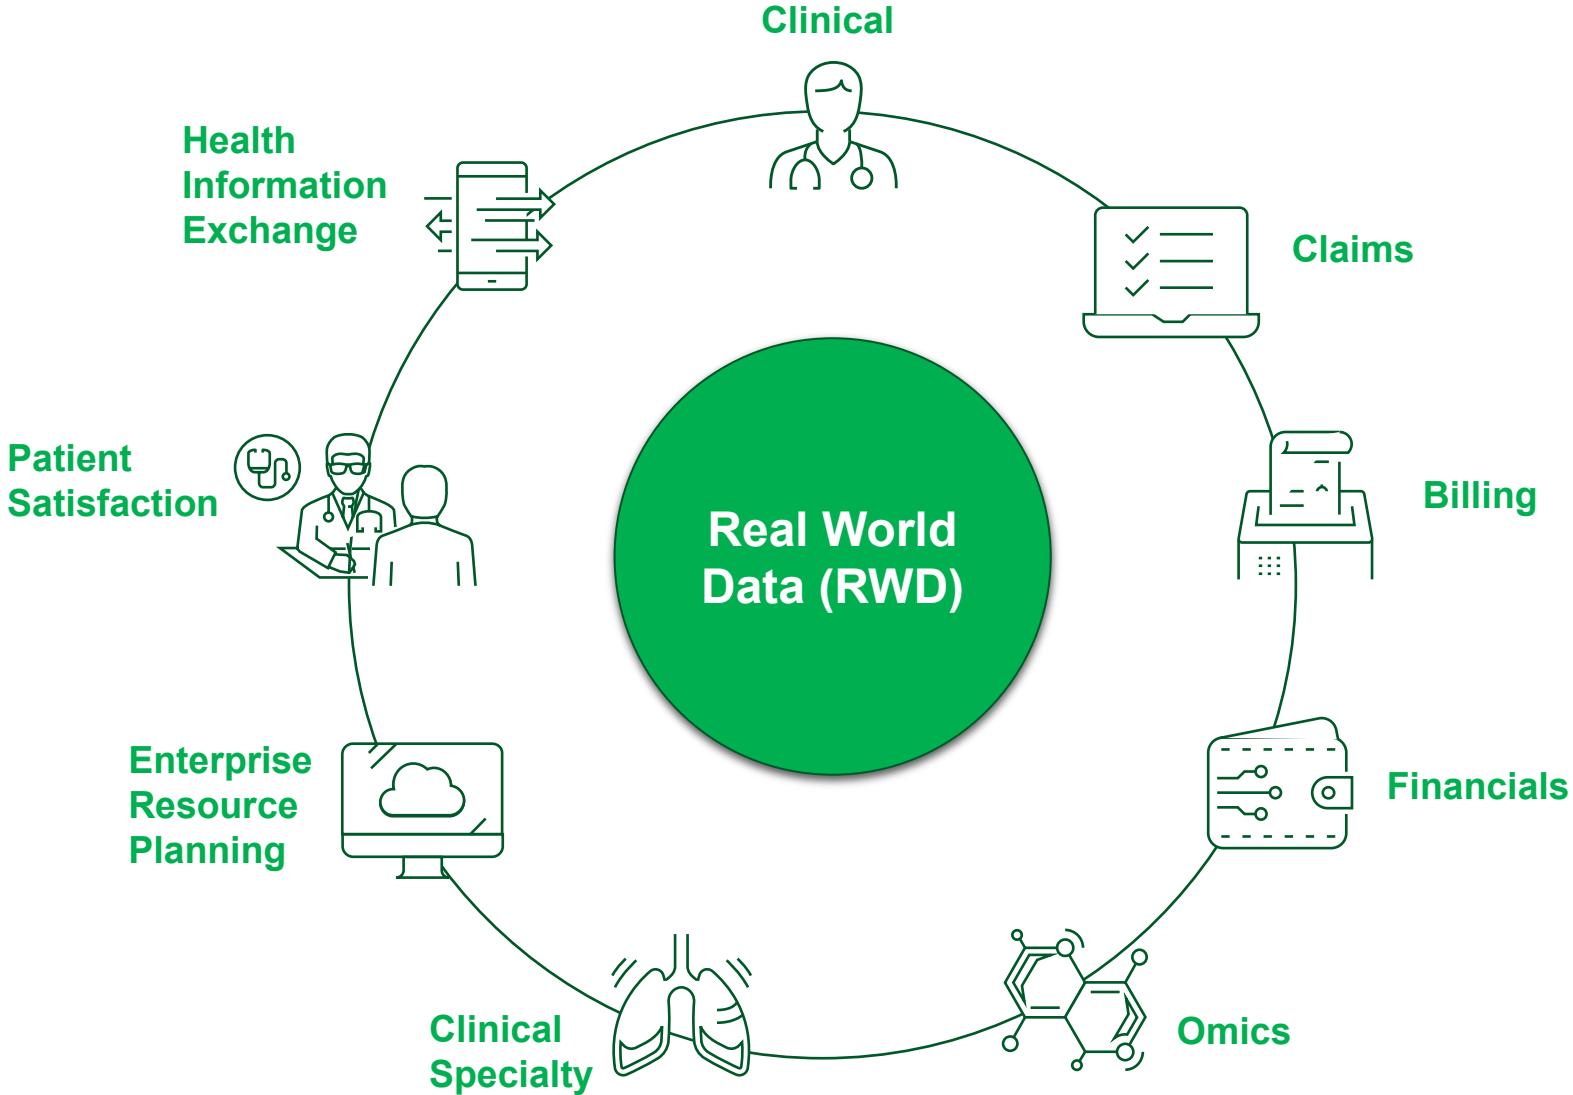 Clinical
Health
Information
Exchange
Claims
Patient
Satisfaction
Billing
Real World
Data (RWD)
Enterprise
Resource
Planning
Financials
Clinical
Specialty
Omics